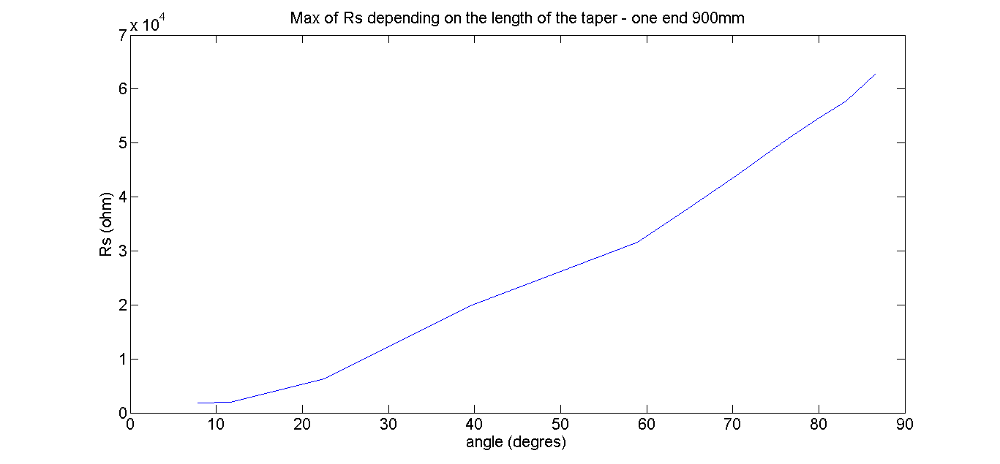 Max of Rs depending on the length of the taper - one end 900mm
x 10^4
7
6
5
4
3
2
1
0
Rs (ohm)
0 10 20 30 40 50 60 70 80 90
angle (degres)